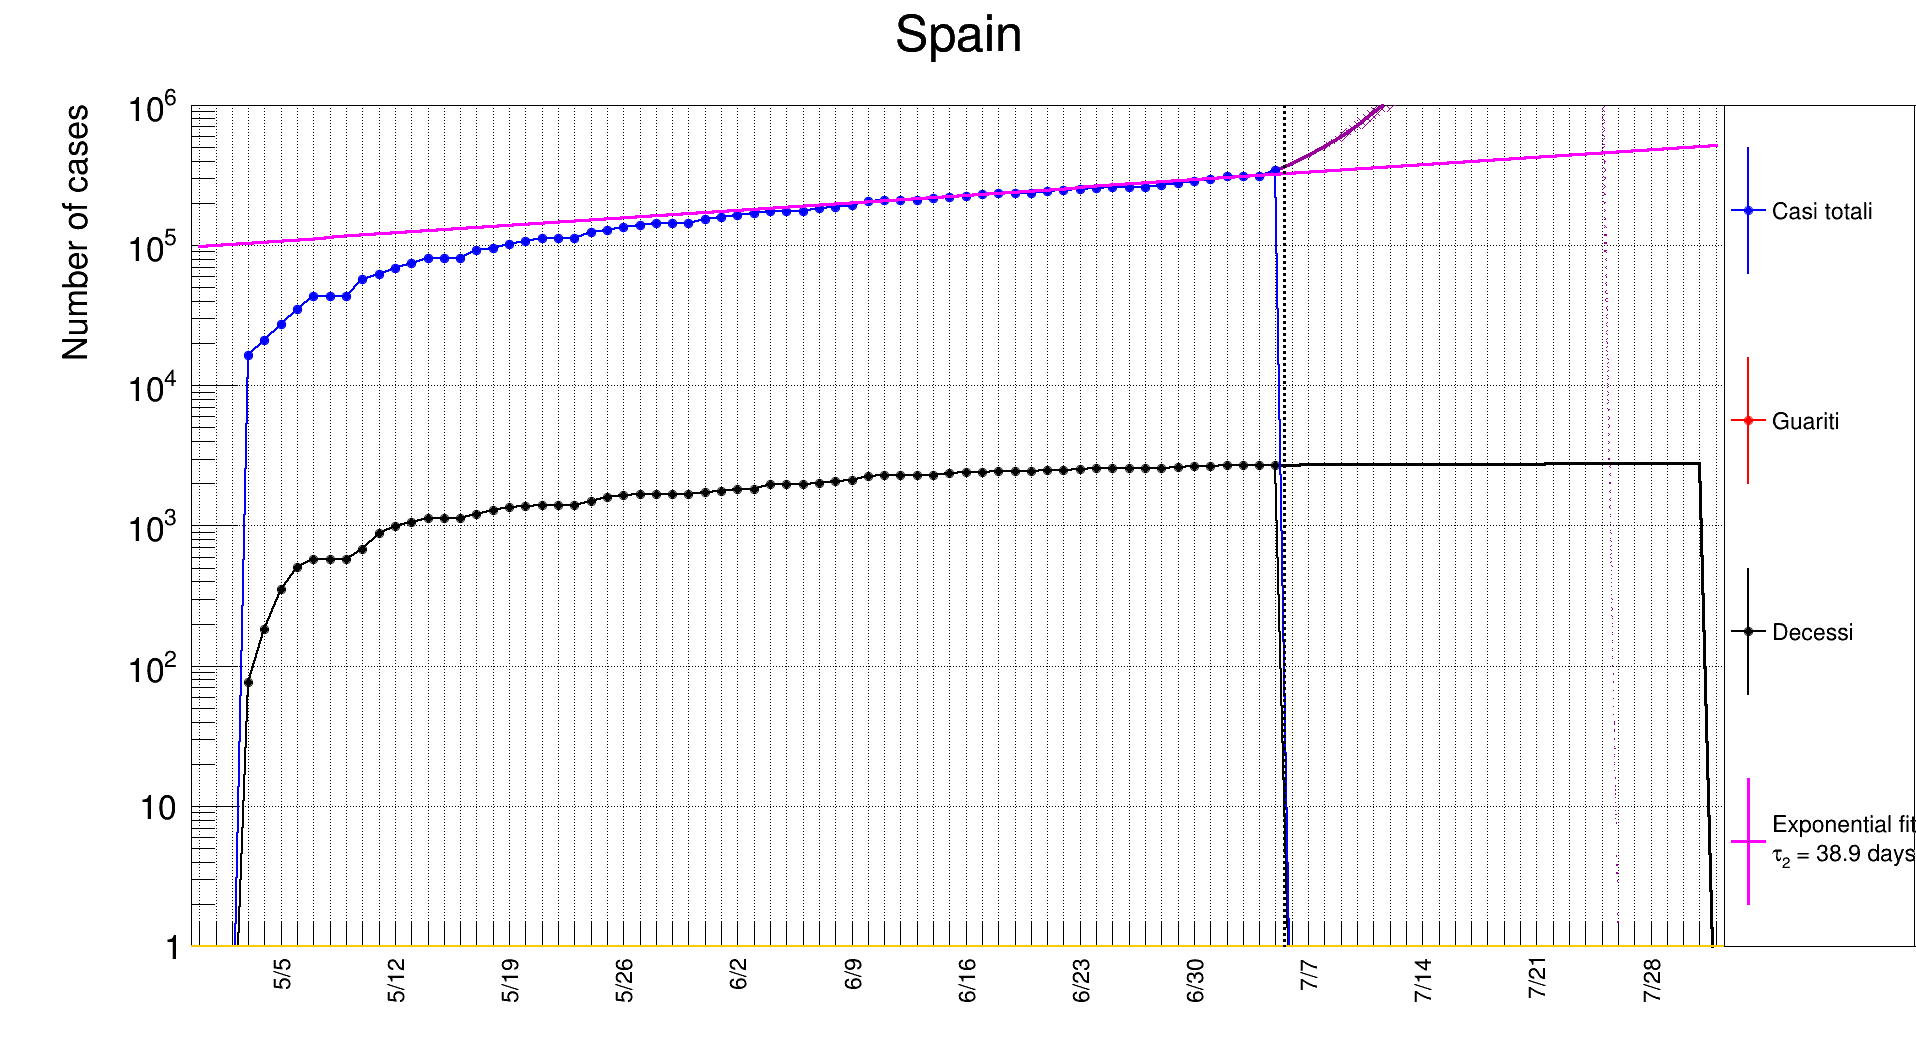 Spain
Number of cases
10^6
10^5
10^4
10^3
10^2
10
1
5/5
5/12
5/19
5/26
6/2
6/9
6/16
6/23
6/30
7/7
7/14
7/21
7/28
Casi totali
Guariti
Decessi
Exponential fit
τ₂ = 38.9 days